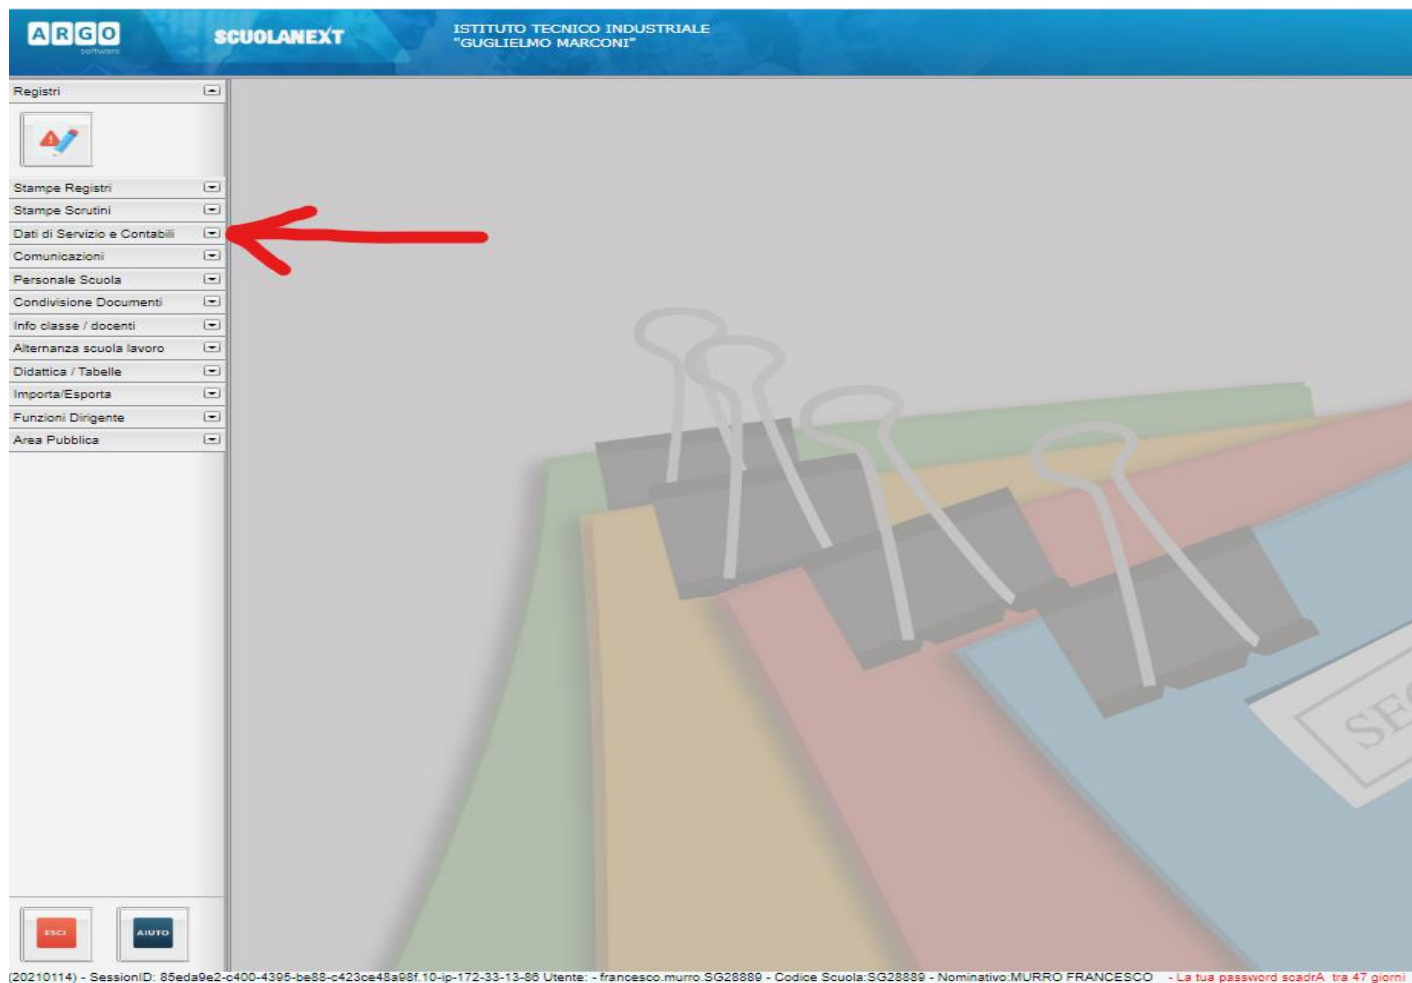 ARGO
software
SCUOLANEXT
ISTITUTO TECNICO INDUSTRIALE
"GUGLIELMO MARCONI"
Registri
Stampe Registri
Stampe Scrutini
Dati di Servizio e Contabili
Comunicazioni
Personale Scuola
Condivisione Documenti
Info classe / docenti
Alternanza scuola lavoro
Didattica / Tabelle
Importa/Esporta
Funzioni Dirigente
Area Pubblica
ESCI
AIUTO
(20210114) - SessionID: 85eda9e2-c400-4395-be88-c423ce48a98f.10-ip-172-33-13-86 Utente: - francesco.murro.SG28889 - Codice Scuola:SG28889 - Nominativo:MURRO FRANCESCO - La tua password scadrA tra 47 giorni